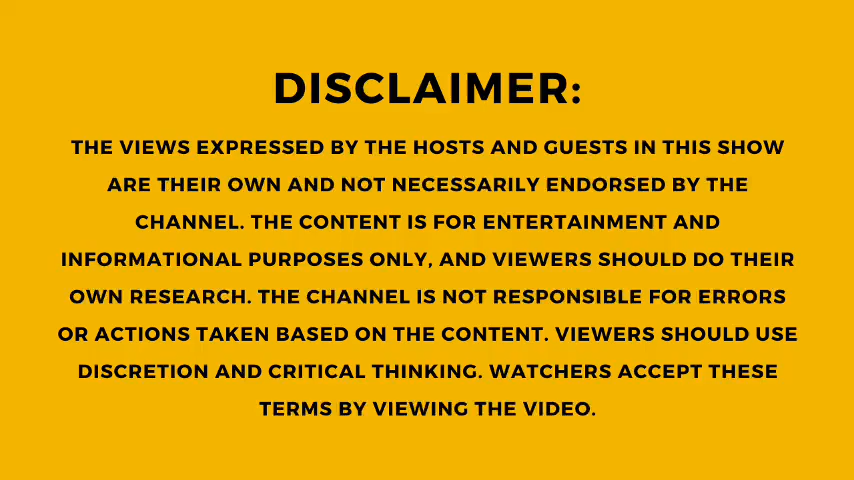 DISCLAIMER:
THE VIEWS EXPRESSED BY THE HOSTS AND GUESTS IN THIS SHOW
ARE THEIR OWN AND NOT NECESSARILY ENDORSED BY THE
CHANNEL. THE CONTENT IS FOR ENTERTAINMENT AND
INFORMATIONAL PURPOSES ONLY, AND VIEWERS SHOULD DO THEIR
OWN RESEARCH. THE CHANNEL IS NOT RESPONSIBLE FOR ERRORS
OR ACTIONS TAKEN BASED ON THE CONTENT. VIEWERS SHOULD USE
DISCRETION AND CRITICAL THINKING. WATCHERS ACCEPT THESE
TERMS BY VIEWING THE VIDEO.